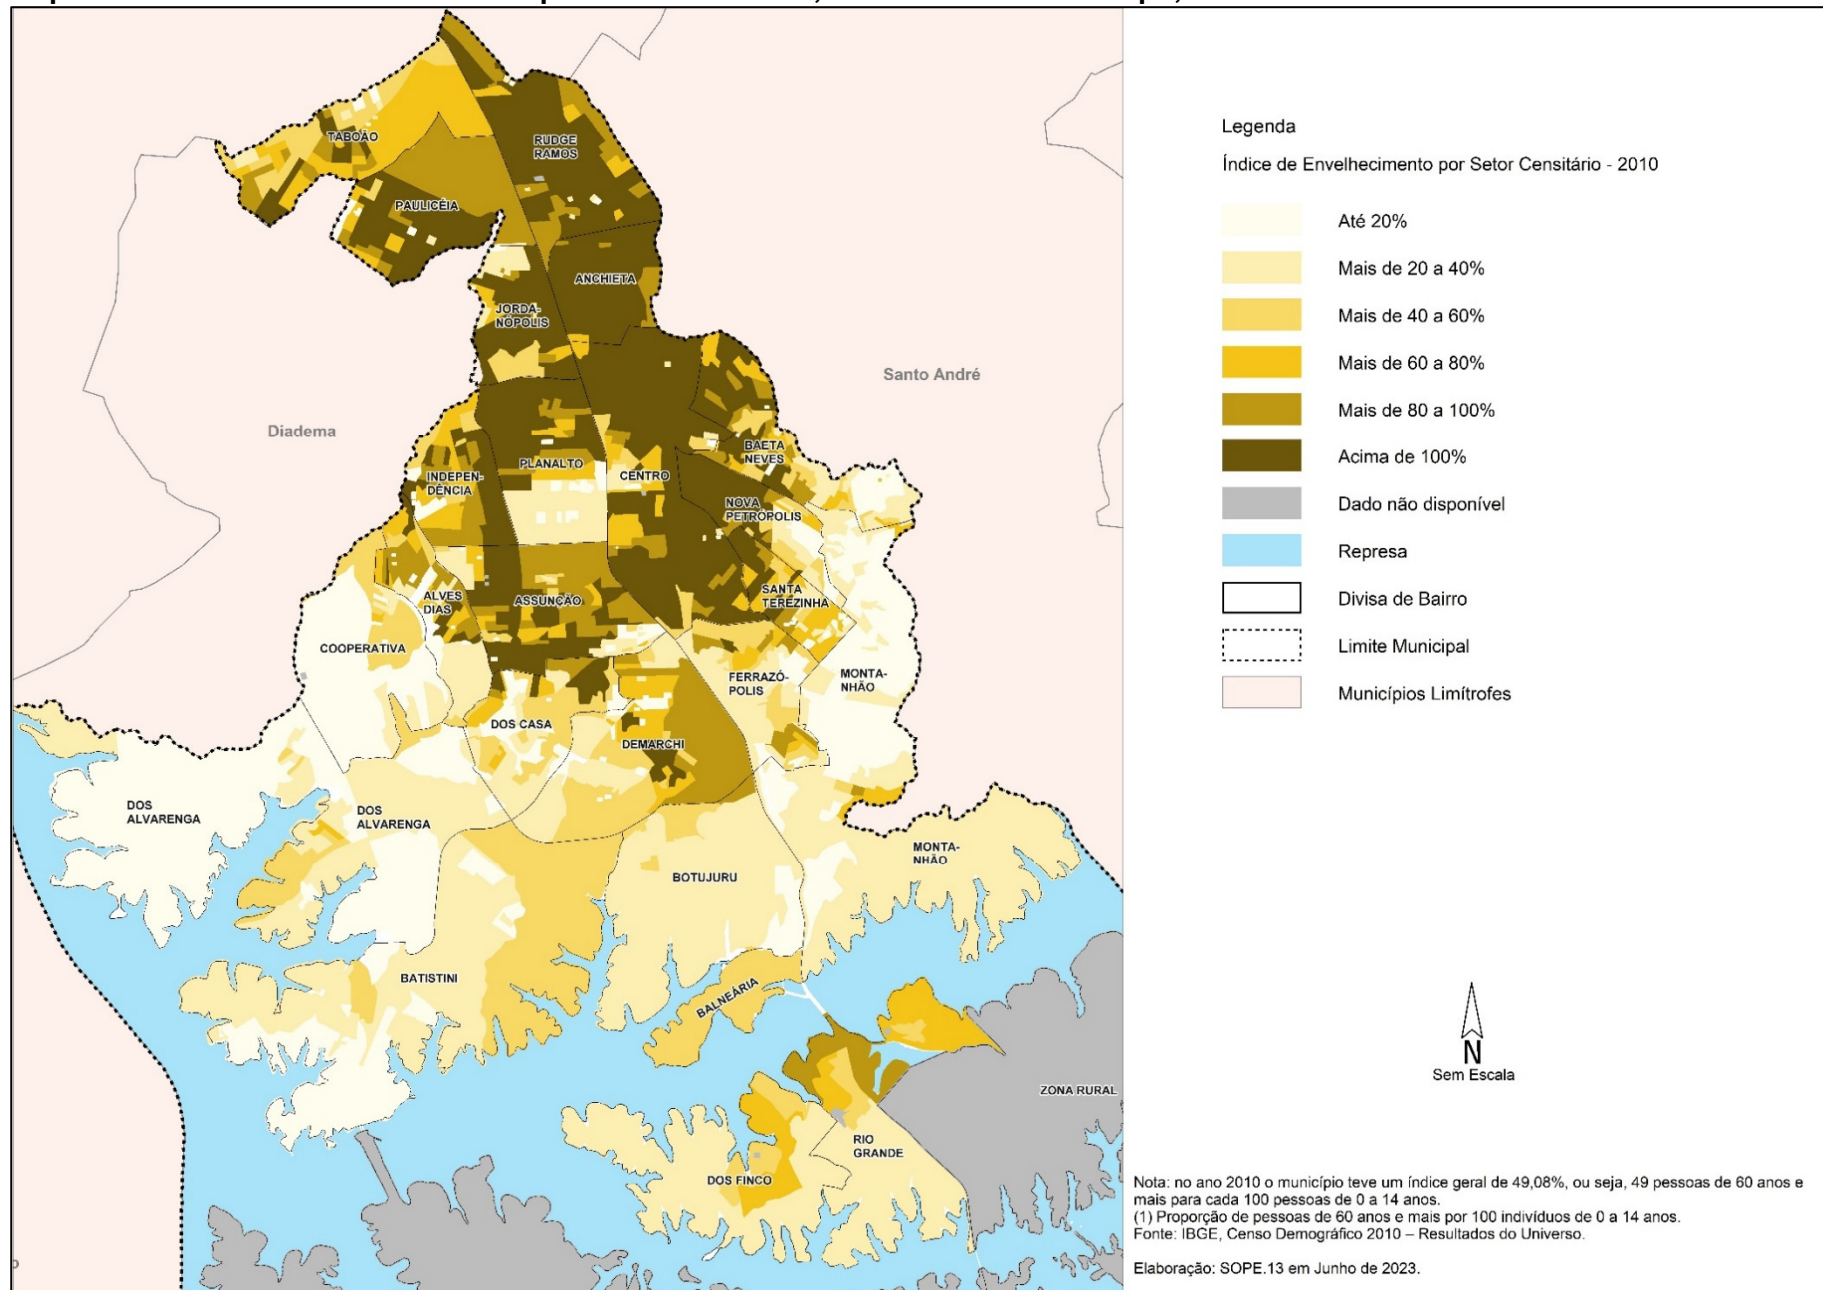 TABOÃO
RUDGE
RAMOS
PAULICÉIA
ANCHIETA
JORDA-
NÓPOLIS
Santo André
Diadema
BAETA
NEVES
PLANALTO
CENTRO
INDEPEN-
DÊNCIA
NOVA
PETRÓPOLIS
ALVES
DIAS
ASSUNÇÃO
SANTA
TEREZINHA
COOPERATIVA
FERRAZÓ-
POLIS
MONTA-
NHÃO
DOS CASA
DEMARCHI
DOS
ALVARENGA
DOS
ALVARENGA
MONTA-
NHÃO
BOTUJURU
BATISTINI
BALNEÁRIA
ZONA RURAL
RIO
GRANDE
DOS FINCO
Legenda
Índice de Envelhecimento por Setor Censitário - 2010
Até 20%
Mais de 20 a 40%
Mais de 40 a 60%
Mais de 60 a 80%
Mais de 80 a 100%
Acima de 100%
Dado não disponível
Represa
Divisa de Bairro
Limite Municipal
Municípios Limítrofes
N
Sem Escala
Nota: no ano 2010 o município teve um índice geral de 49,08%, ou seja, 49 pessoas de 60 anos e
mais para cada 100 pessoas de 0 a 14 anos.
(1) Proporção de pessoas de 60 anos e mais por 100 indivíduos de 0 a 14 anos.
Fonte: IBGE, Censo Demográfico 2010 – Resultados do Universo.
Elaboração: SOPE.13 em Junho de 2023.